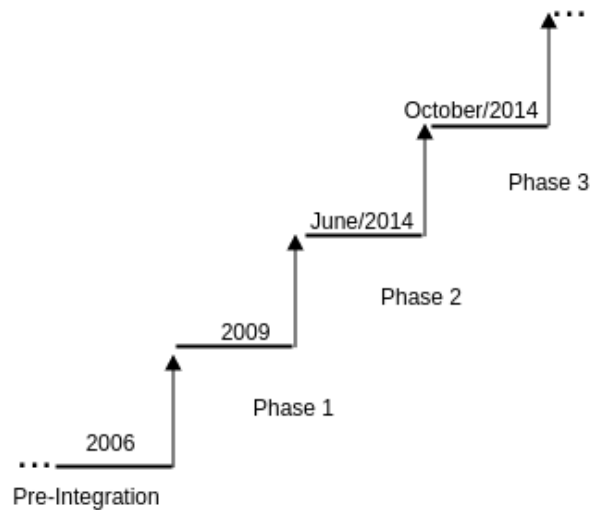 October/2014
Phase 3
June/2014
Phase 2
2009
Phase 1
2006
Pre-Integration